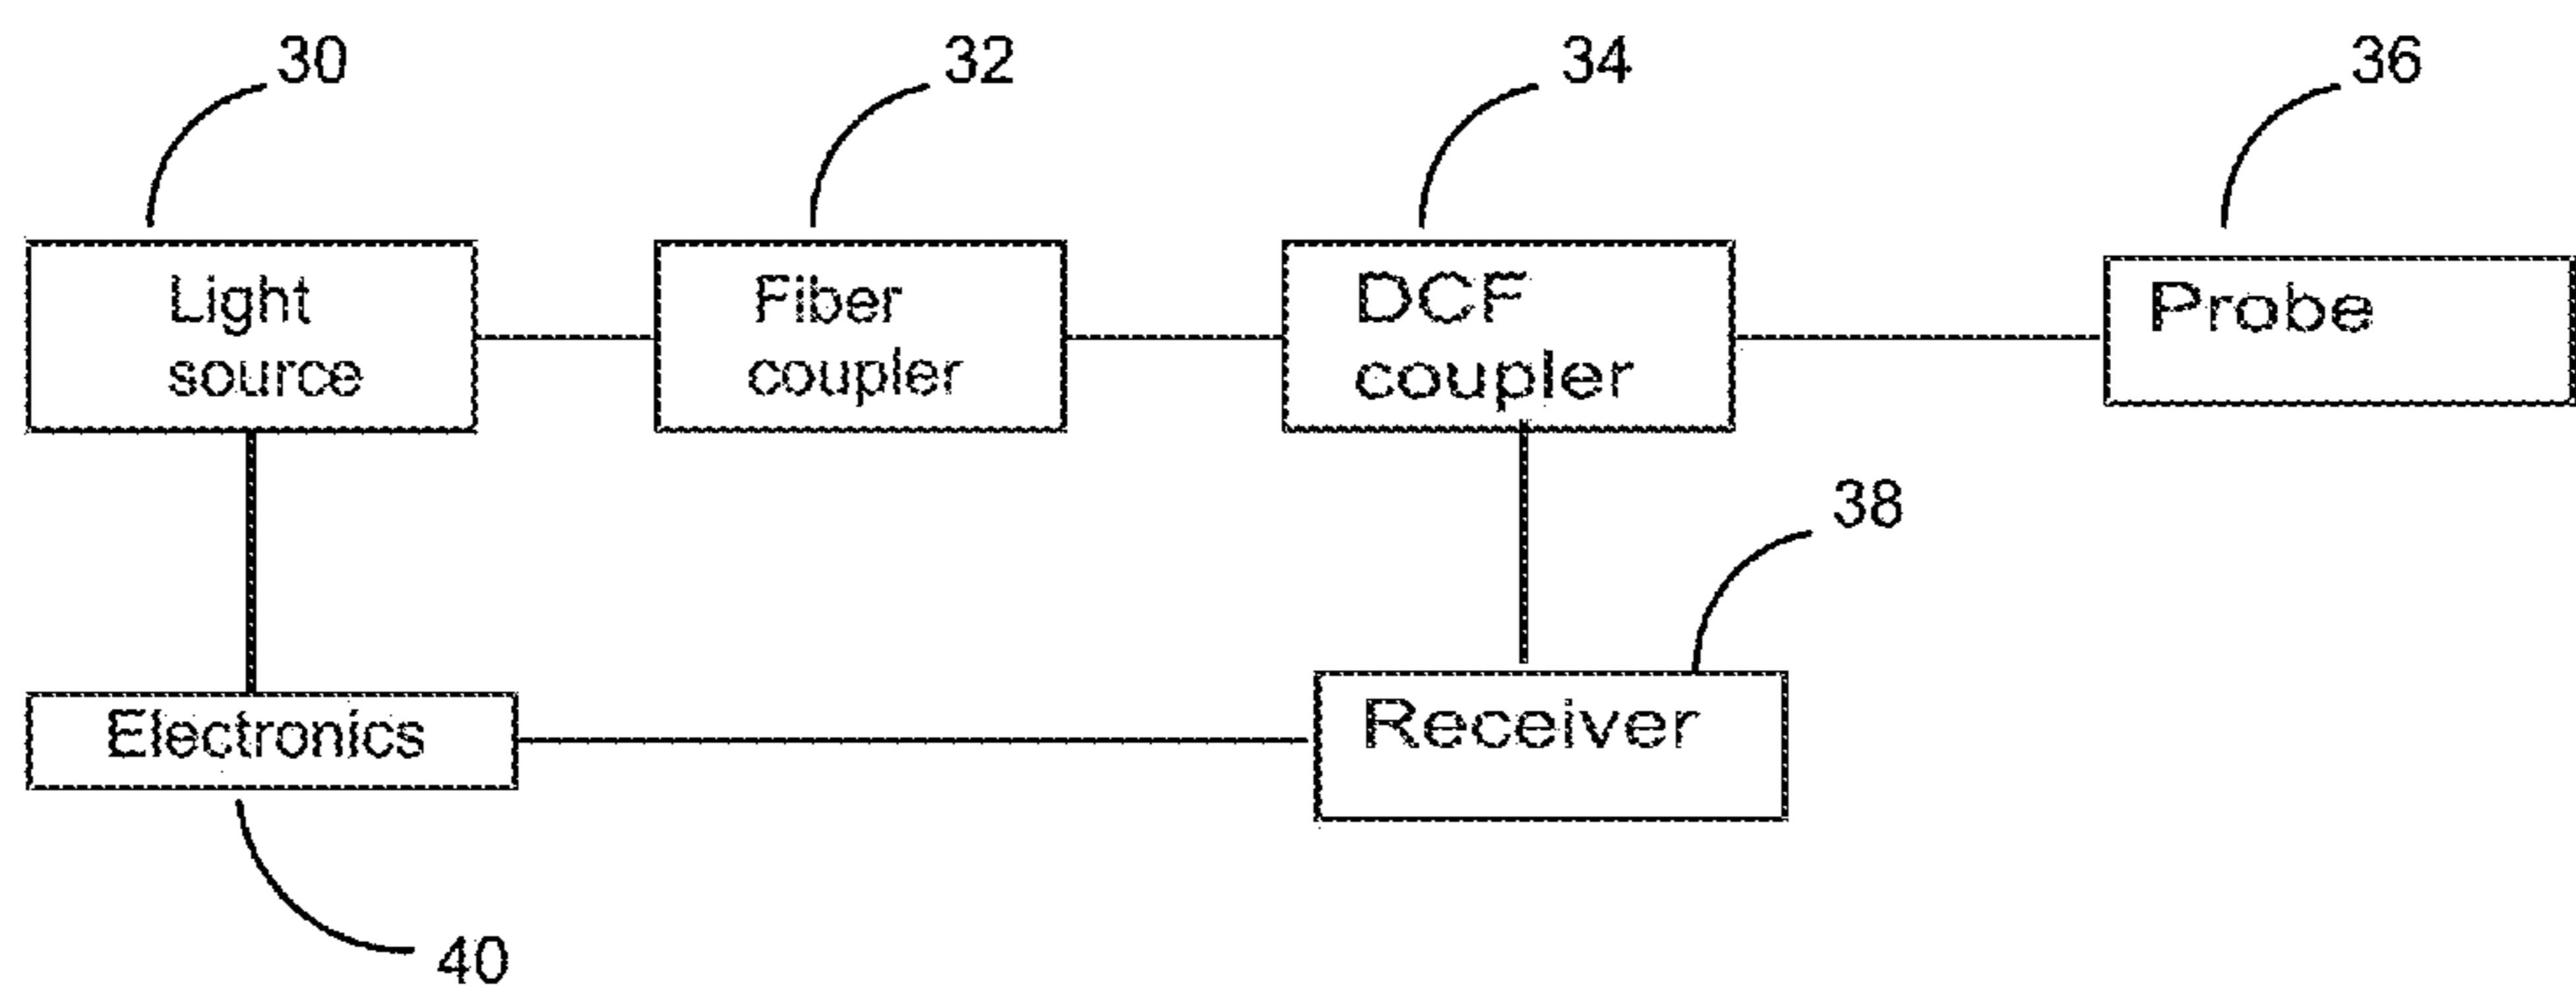 30
32
34
36
Light
source
Fiber
coupler
DCF
coupler
Probe
38
Electronics
Receiver
40